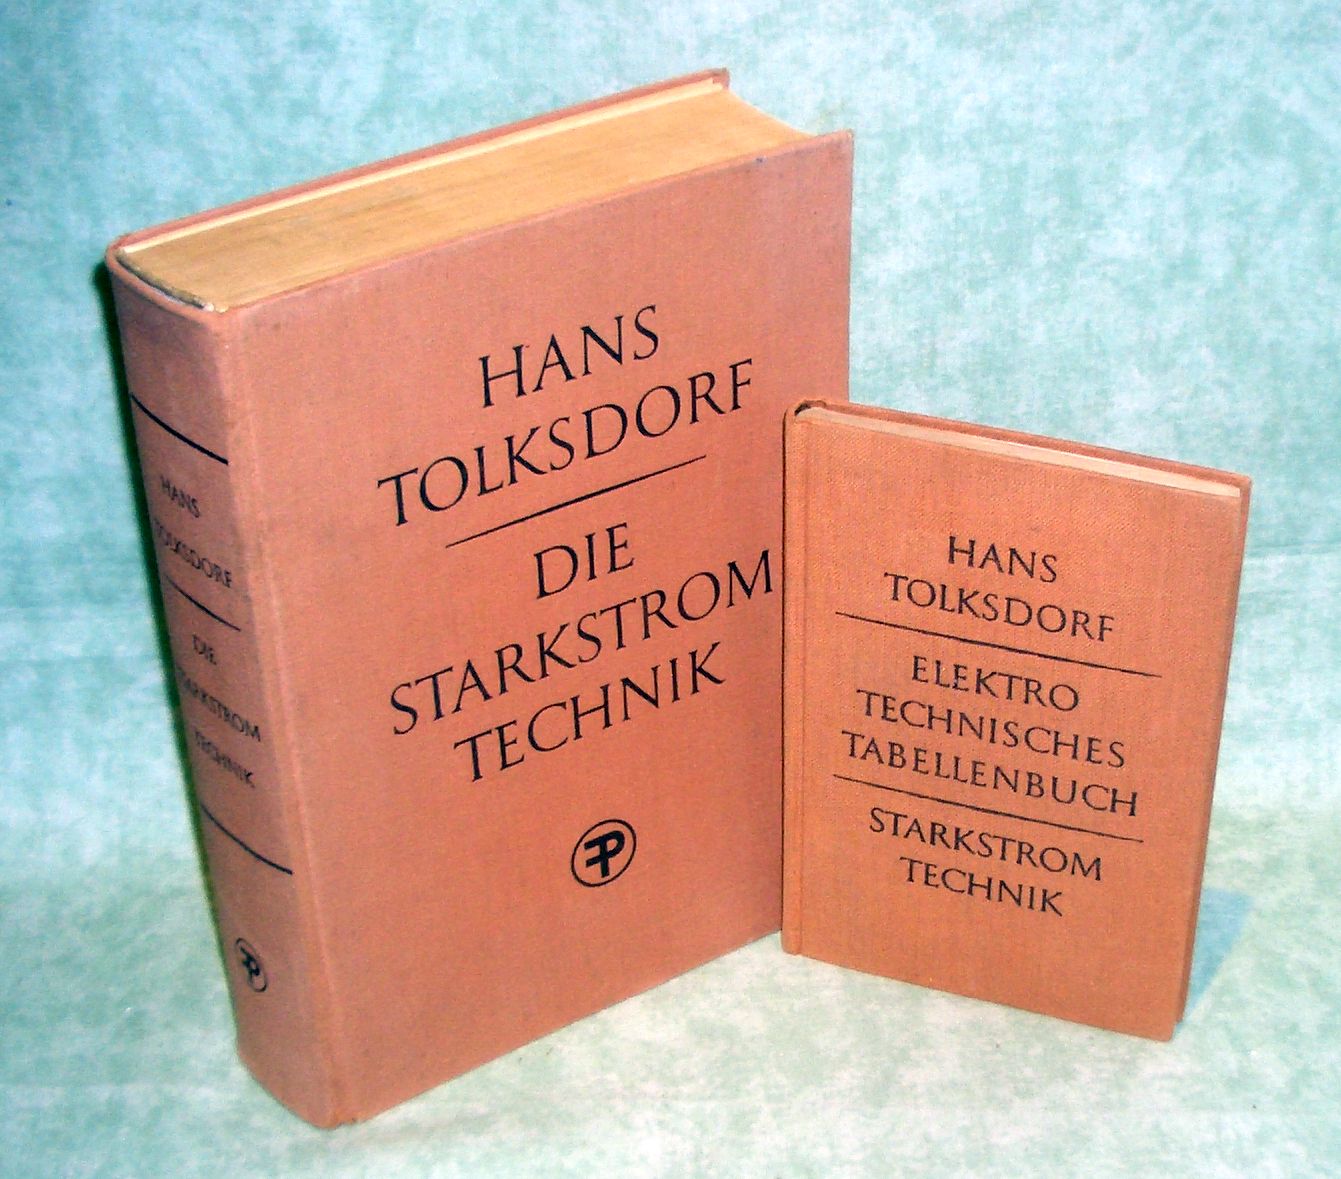 HANS
TOLKSDORF
DIE
STARKSTROM
TECHNIK
HANS
TOLKSDORF
DIE
STARKSTROM
TECHNIK
HANS
TOLKSDORF
ELEKTRO
TECHNISCHES
TABELLENBUCH
STARKSTROM
TECHNIK